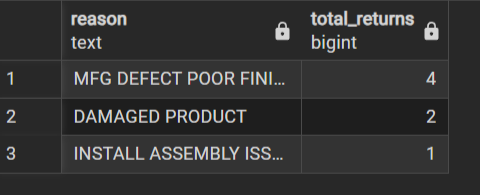 reason total_returns
text bigint
1 MFG DEFECT POOR FINI... 4
2 DAMAGED PRODUCT 2
3 INSTALL ASSEMBLY ISS... 1